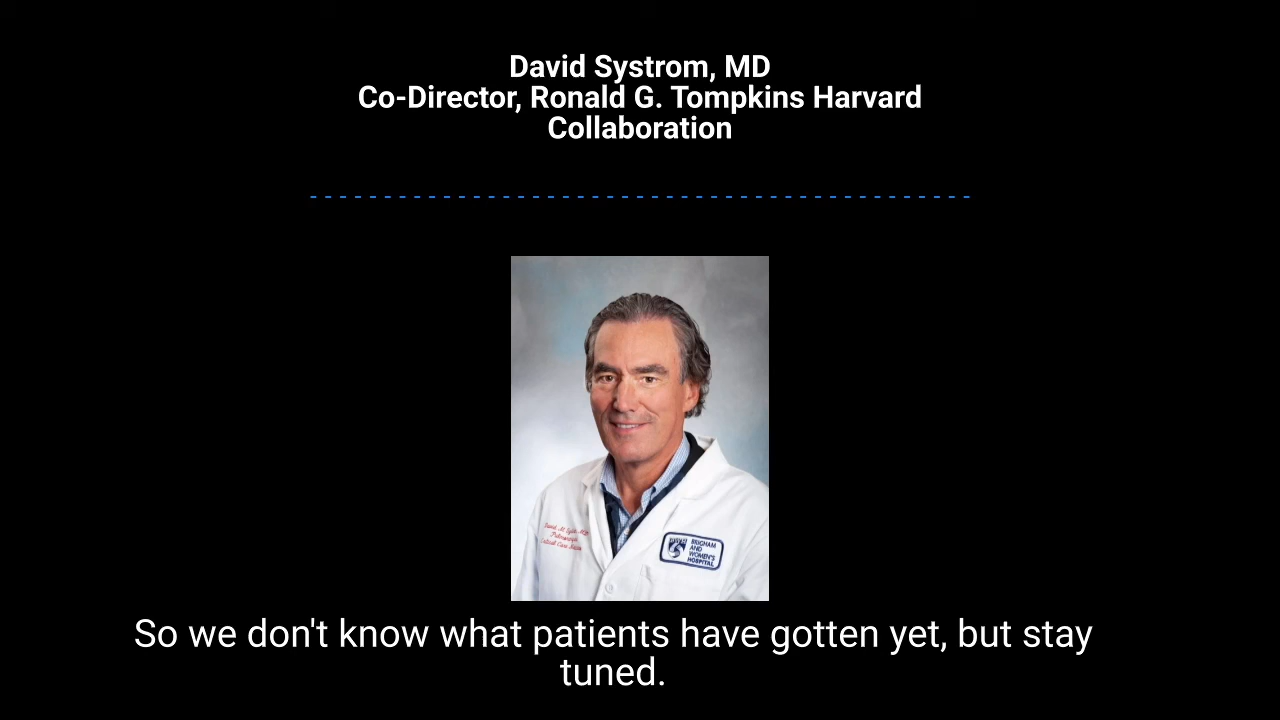 David Systrom, MD
Co-Director, Ronald G. Tompkins Harvard
Collaboration
BRIGHAM
AND
WOMEN'S
HOSPITAL
So we don't know what patients have gotten yet, but stay
tuned.